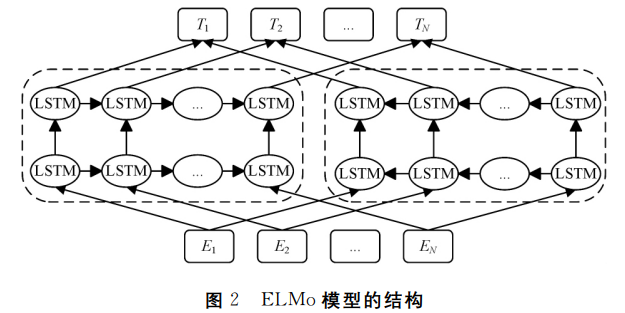 T1 T2 ... TN
LSTM LSTM ... LSTM LSTM LSTM ... LSTM
LSTM LSTM ... LSTM LSTM LSTM ... LSTM
E1 E2 ... EN
图 2 ELMo 模型的结构